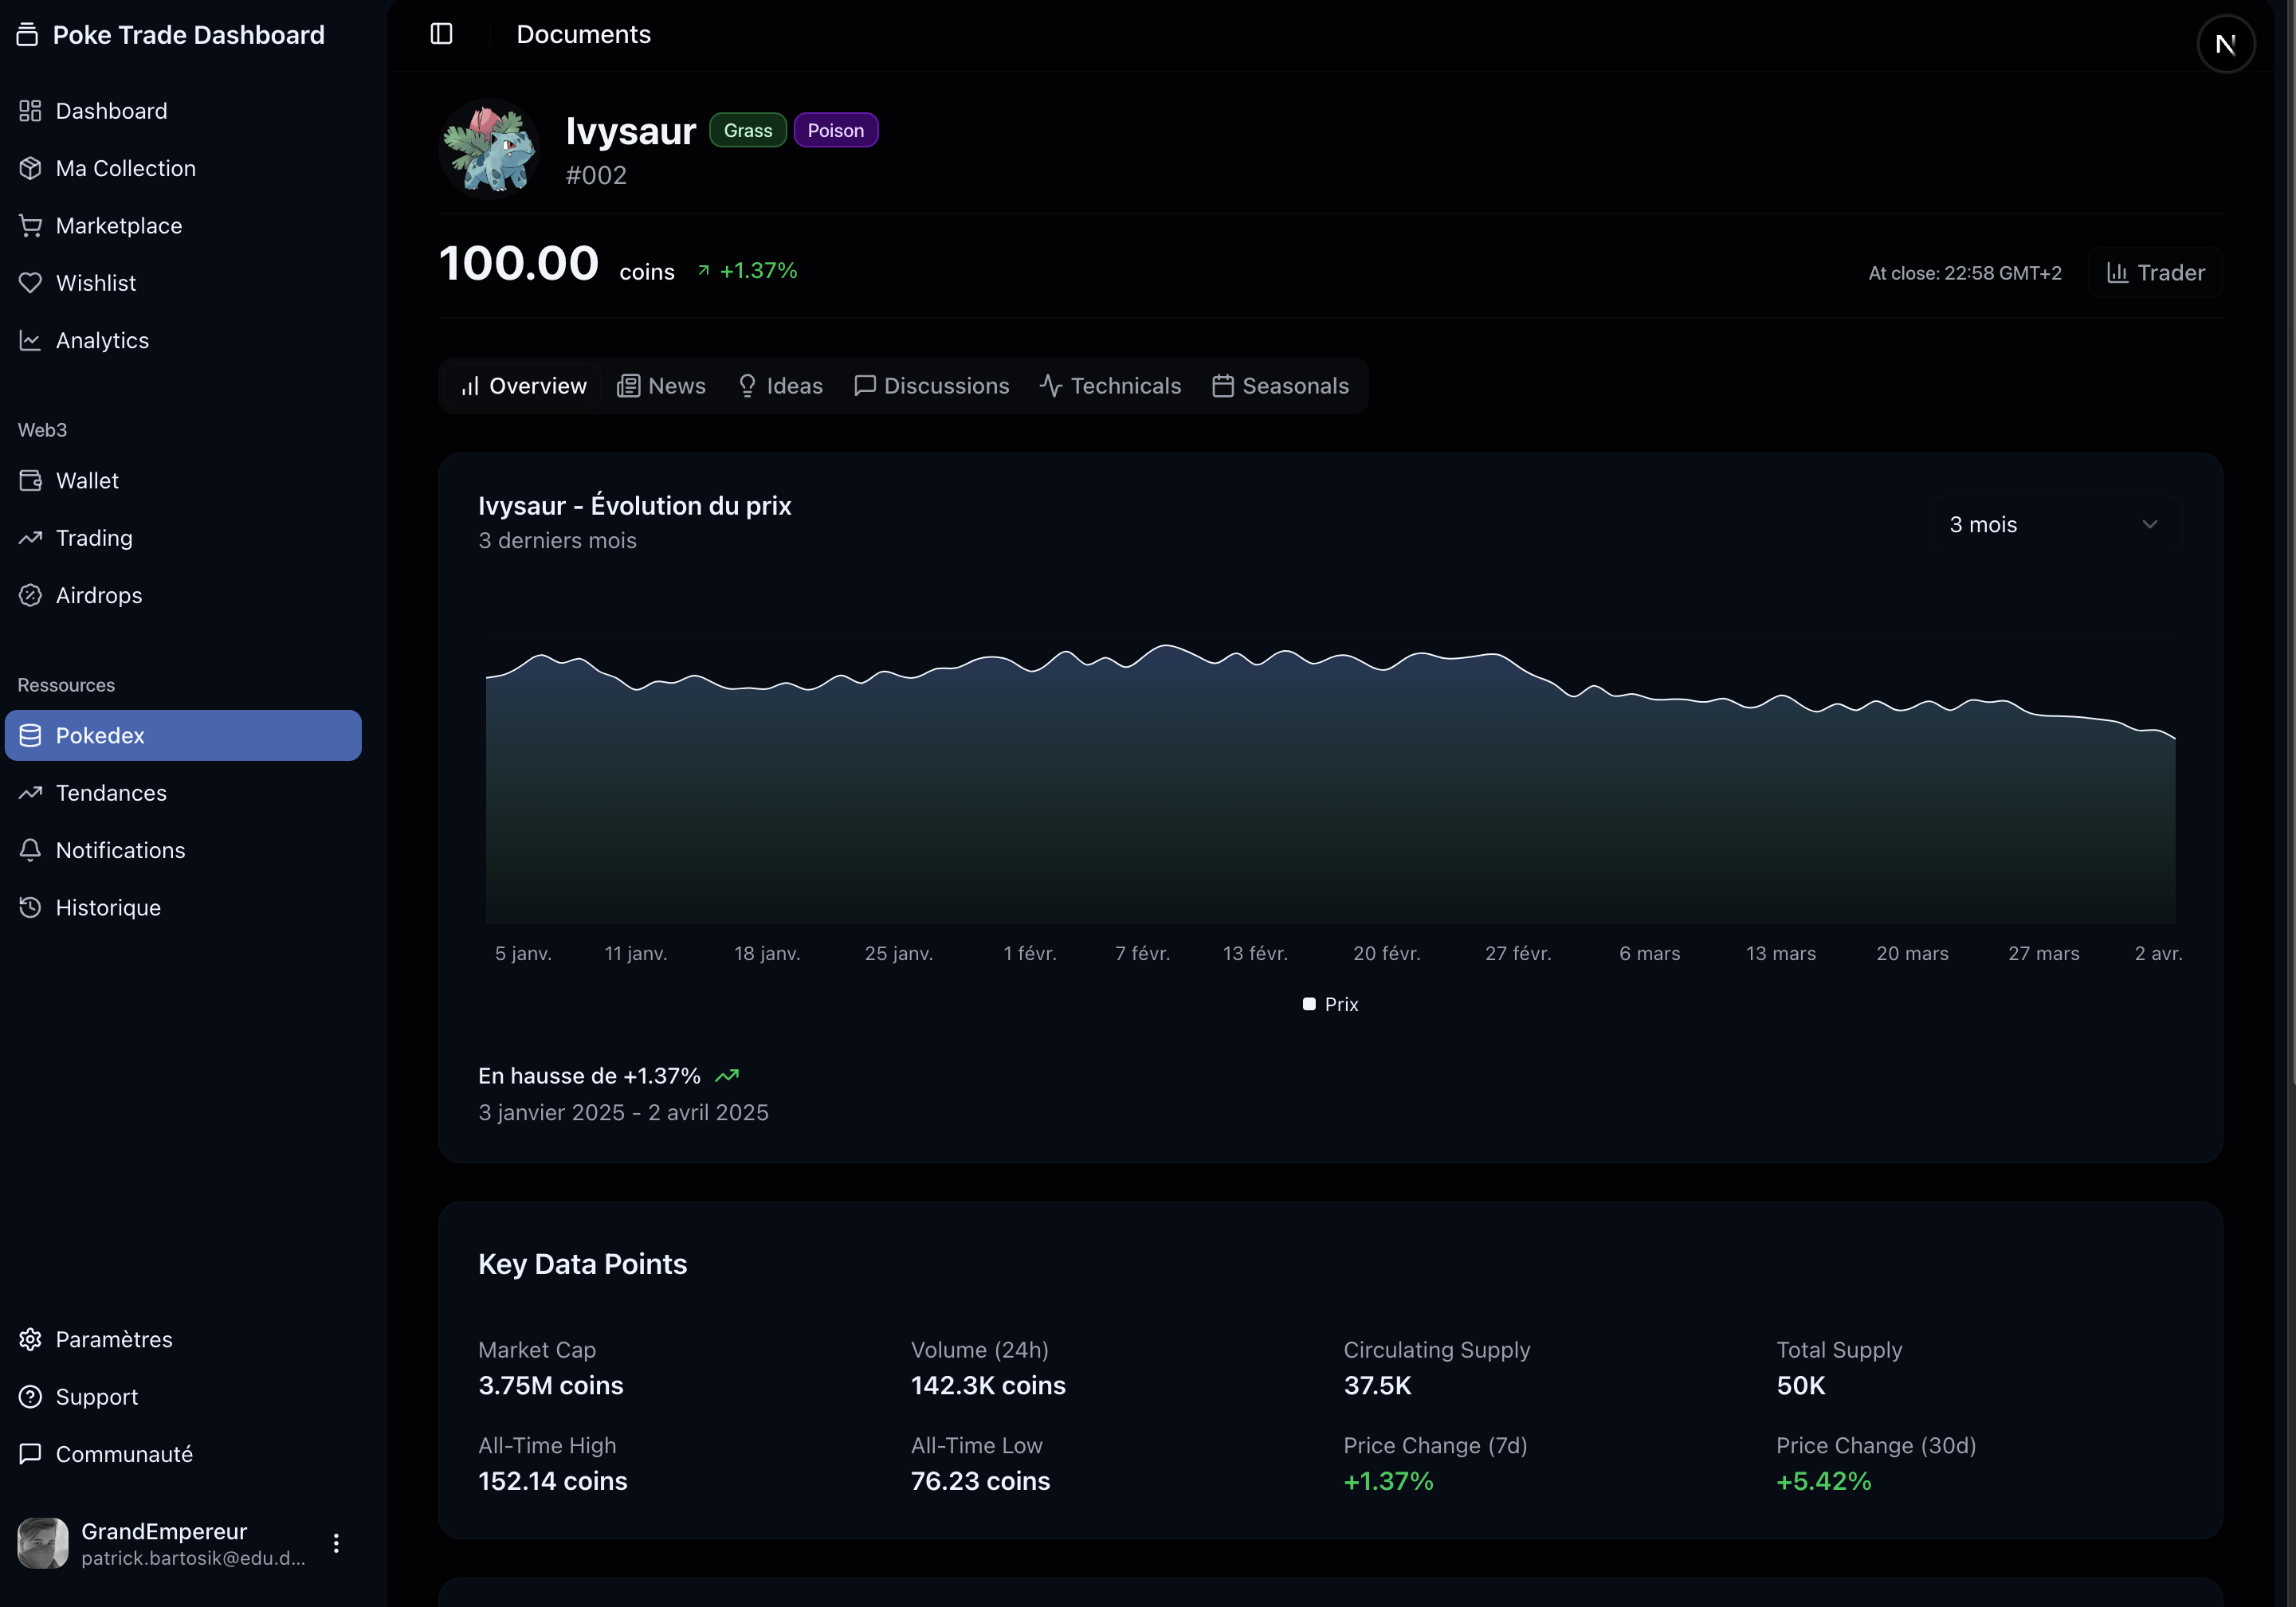 Poke Trade Dashboard
Dashboard
Ma Collection
Marketplace
Wishlist
Analytics
Web3
Wallet
Trading
Airdrops
Ressources
Pokedex
Tendances
Notifications
Historique
Paramètres
Support
Communauté
GrandEmpereur
patrick.bartosik@edu.d...
Documents
N
Ivysaur Grass Poison
#002
100.00 coins +1.37%
At close: 22:58 GMT+2 Trader
Overview News Ideas Discussions Technicals Seasonals
Ivysaur - Évolution du prix
3 derniers mois
3 mois
5 janv. 11 janv. 18 janv. 25 janv. 1 févr. 7 févr. 13 févr. 20 févr. 27 févr. 6 mars 13 mars 20 mars 27 mars 2 avr.
Prix
En hausse de +1.37%
3 janvier 2025 - 2 avril 2025
Key Data Points
Market Cap Volume (24h) Circulating Supply Total Supply
3.75M coins 142.3K coins 37.5K 50K
All-Time High All-Time Low Price Change (7d) Price Change (30d)
152.14 coins 76.23 coins +1.37% +5.42%